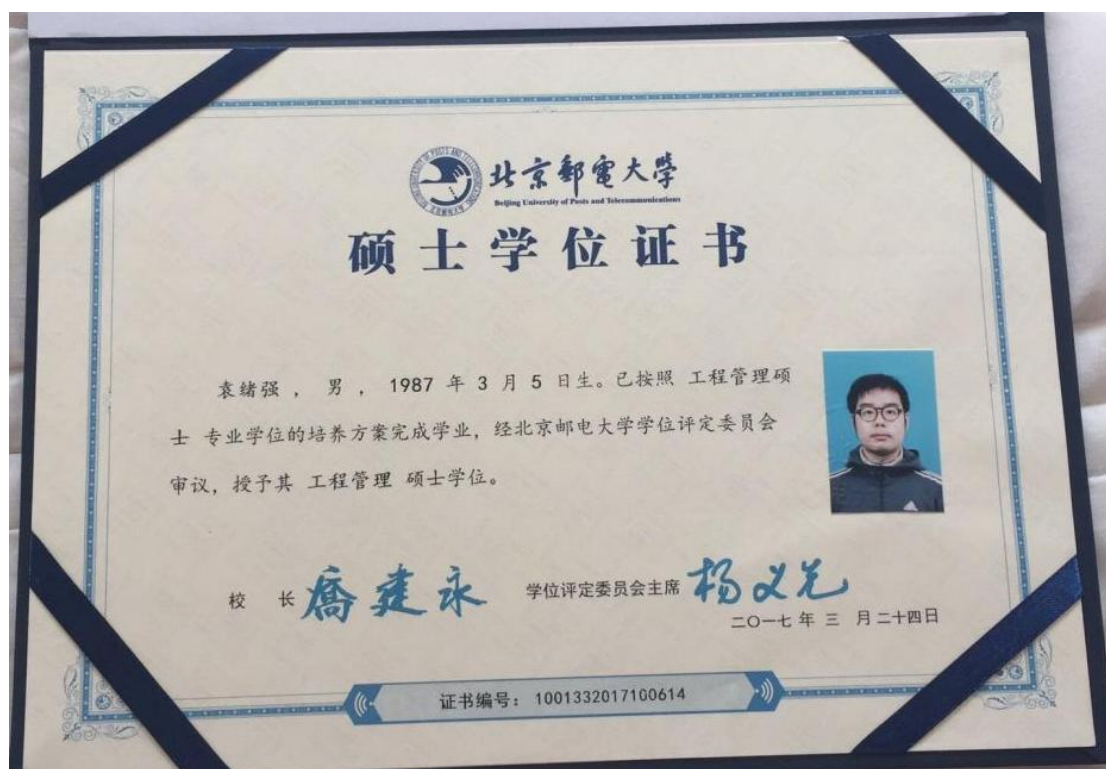 北京郵電大學
Beijing University of Posts and Telecommunications
硕士学位证书
袁绪强 ， 男 ， 1987 年 3 月 5 日生。已按照 工程管理硕
士 专业学位的培养方案完成学业，经北京邮电大学学位评定委员会
审议，授予其 工程管理 硕士学位。
校 长 喬建永 学位评定委员会主席 杨义先
二〇一七 年 三 月二十四日
证书编号： 1001332017100614